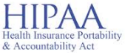 HIPAA
Health Insurance Portability
& Accountability Act